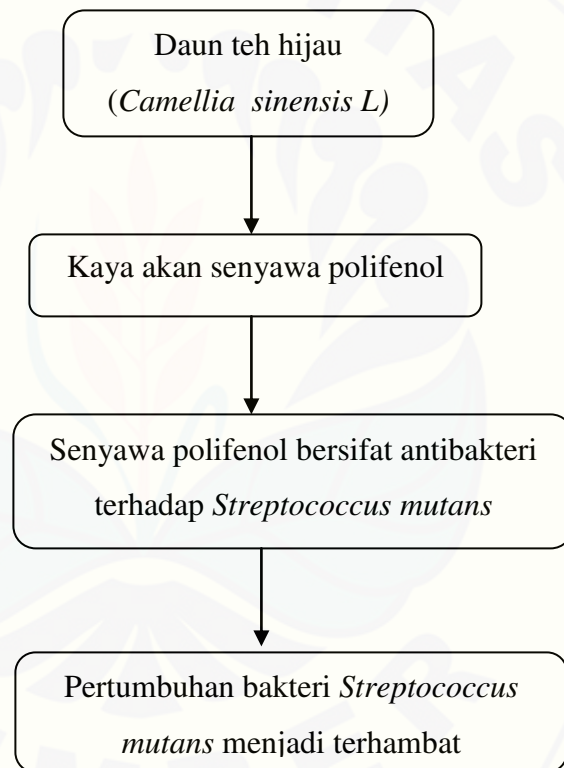 Daun teh hijau
(Camellia sinensis L)
Kaya akan senyawa polifenol
Senyawa polifenol bersifat antibakteri
terhadap Streptococcus mutans
Pertumbuhan bakteri Streptococcus
mutans menjadi terhambat